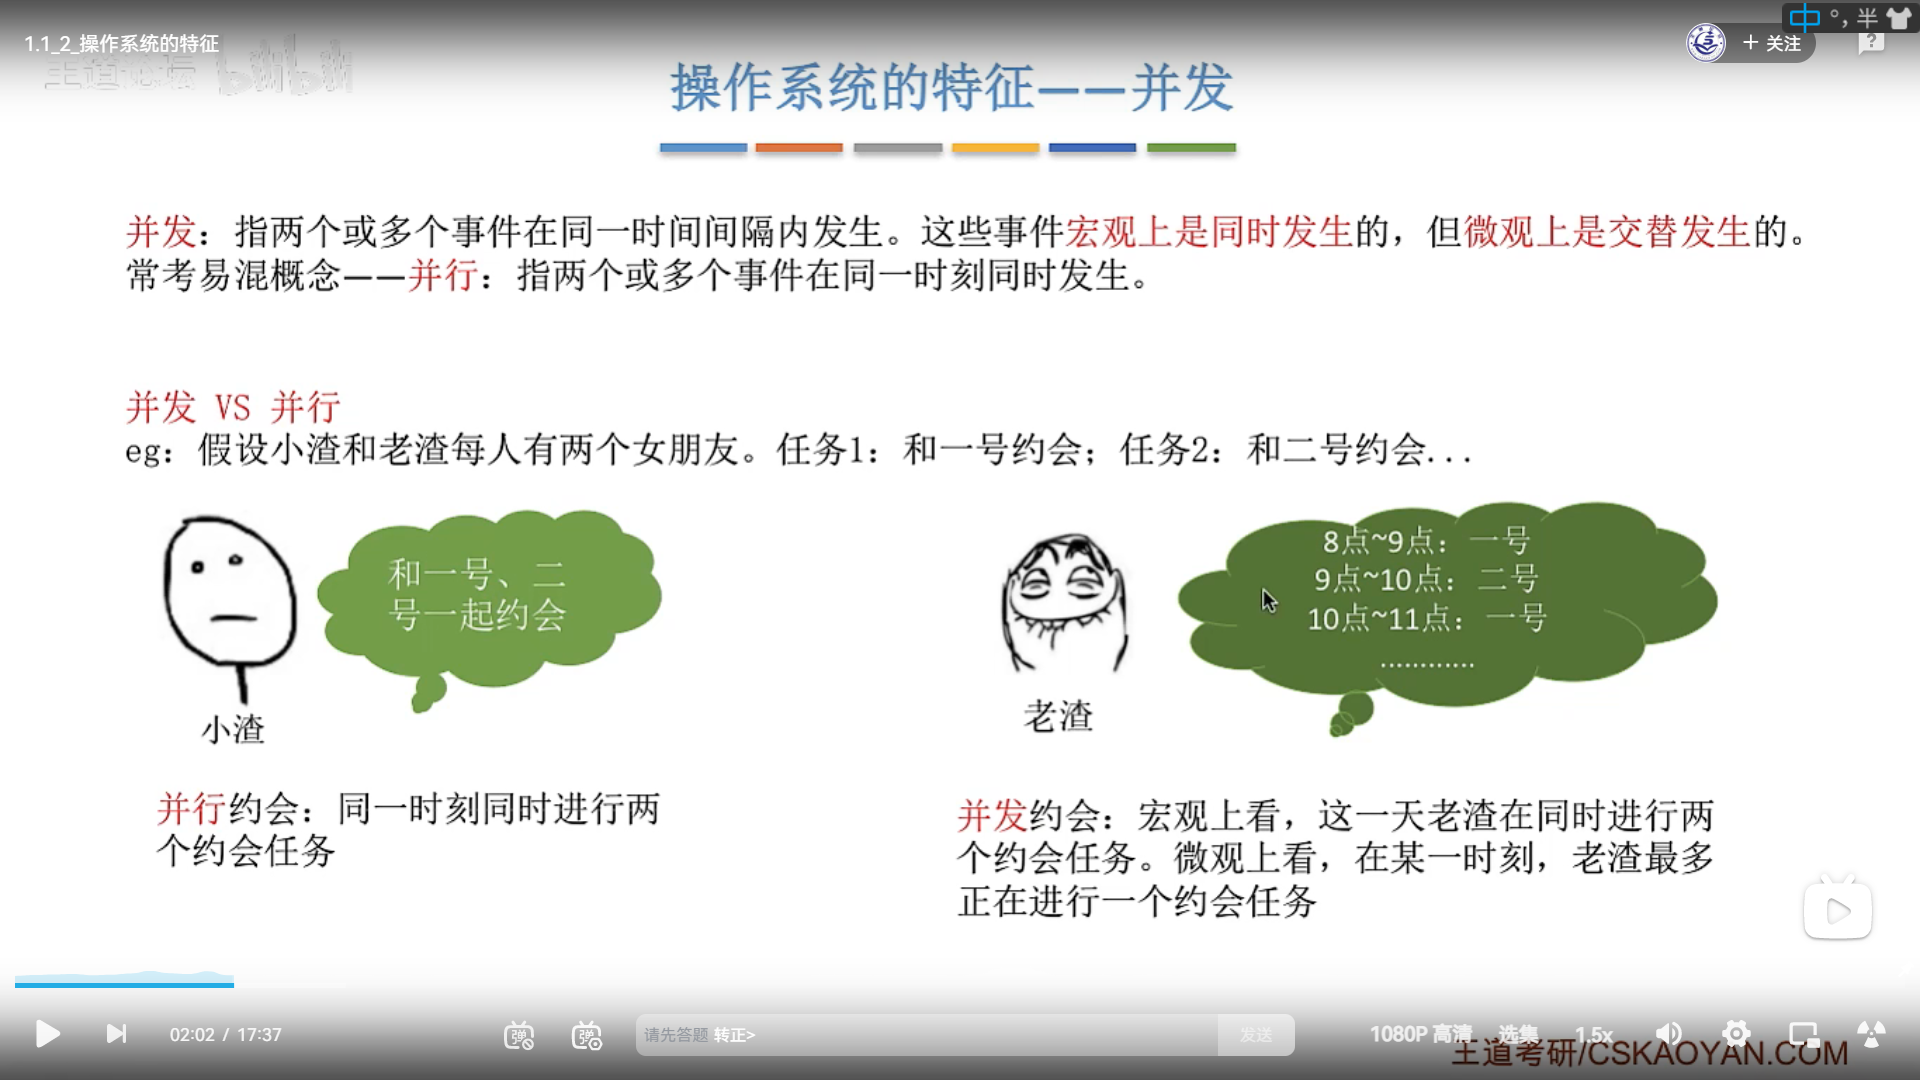 1.1_2_操作系统的特征
中 °, 半
+ 关注
王道论坛 bilibili
操作系统的特征——并发
并发：指两个或多个事件在同一时间间隔内发生。这些事件宏观上是同时发生的，但微观上是交替发生的。
常考易混概念——并行：指两个或多个事件在同一时刻同时发生。
并发 VS 并行
eg：假设小渣和老渣每人有两个女朋友。任务1：和一号约会；任务2：和二号约会...
和一号、二
号一起约会
小渣
8点~9点：一号
9点~10点：二号
10点~11点：一号
............
老渣
并行约会：同一时刻同时进行两
个约会任务
并发约会：宏观上看，这一天老渣在同时进行两
个约会任务。微观上看，在某一时刻，老渣最多
正在进行一个约会任务
02:02 / 17:37
弹
弹
请先答题 转正>
发送
1080P 高清
选集
1.5x
王道考研/CSKAOYAN.COM